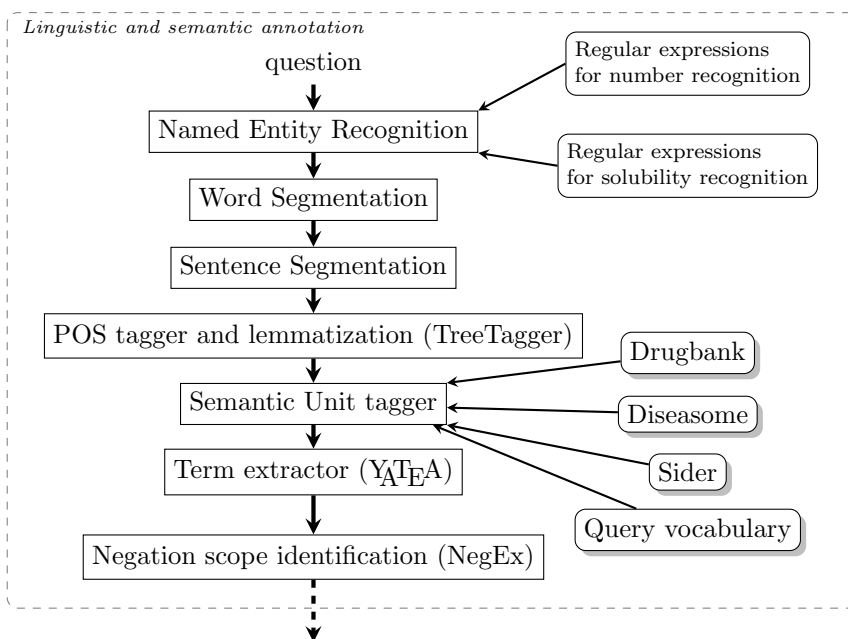 Linguistic and semantic annotation
question
Regular expressions
for number recognition
Named Entity Recognition
Regular expressions
for solubility recognition
Word Segmentation
Sentence Segmentation
POS tagger and lemmatization (TreeTagger)
Drugbank
Semantic Unit tagger
Diseasome
Term extractor (YATEA)
Sider
Query vocabulary
Negation scope identification (NegEx)